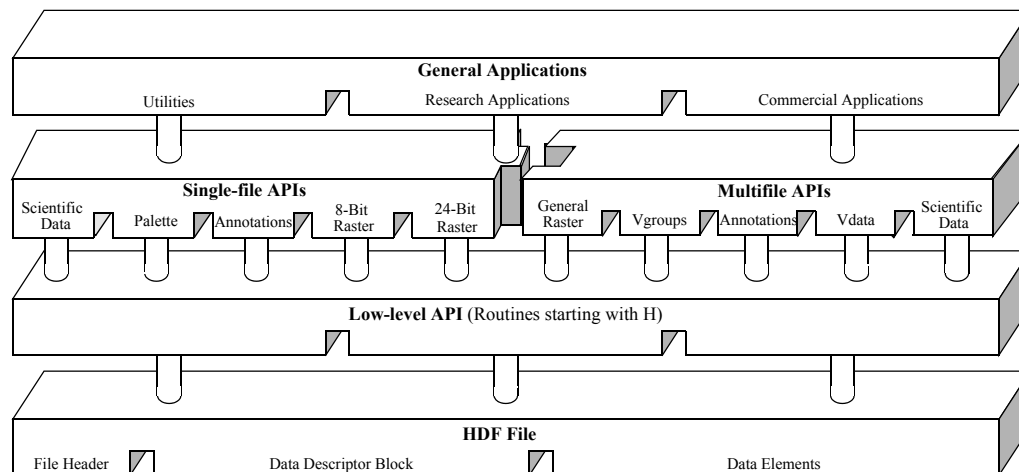 General Applications
Utilities
Research Applications
Commercial Applications
Single-file APIs
Scientific
Data
Palette
Annotations
8-Bit
Raster
24-Bit
Raster
Multifile APIs
General
Raster
Vgroups
Annotations
Vdata
Scientific
Data
Low-level API (Routines starting with H)
HDF File
File Header
Data Descriptor Block
Data Elements